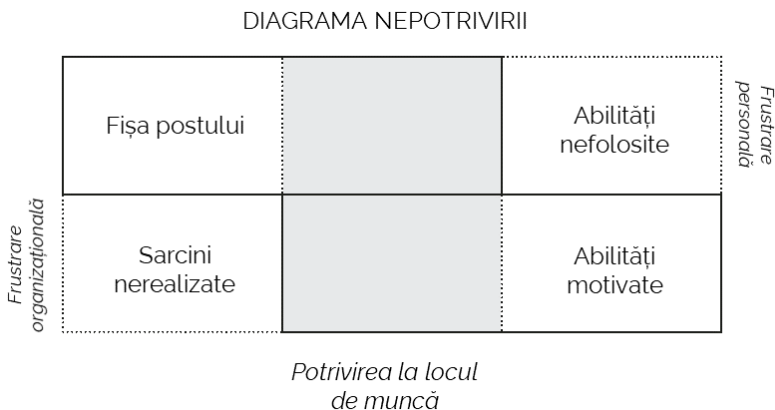 DIAGRAMA NEPOTRIVIRII
Fișa postului
Abilități
nefolosite
Frustrare
personală
Frustrare
organizațională
Sarcini
nerealizate
Abilități
motivate
Potrivirea la locul
de muncă